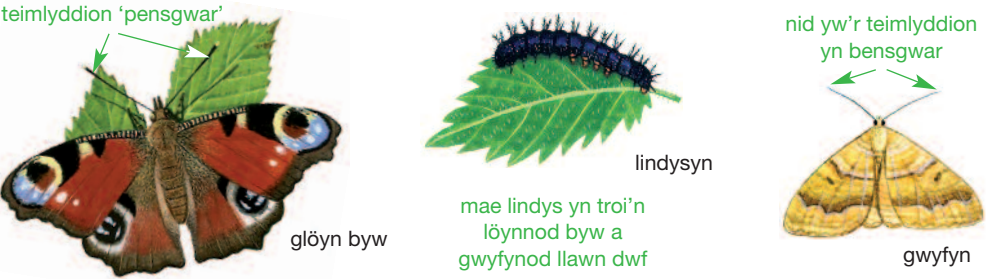 teimlyddion ‘pensgwar’
glöyn byw
lindysyn
mae lindys yn troi’n
löynnod byw a
gwyfynod llawn dwf
nid yw’r teimlyddion
yn bensgwar
gwyfyn